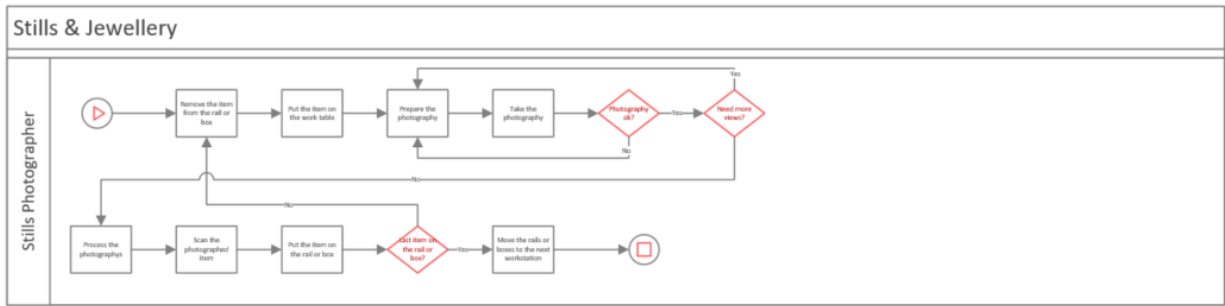 Stills & Jewellery
Stills Photographer
Yes
Remove the item
from the rail or
box
Put the item on
the work table
Prepare the
photography
Take the
photography
Photography
ok?
Yes
Need more
views?
No
No
No
Process the
photographys
Scan the
photographed
item
Put the item on
the rail or box
Last item on
the rail or
box?
Yes
Move the rails or
boxes to the next
workstation